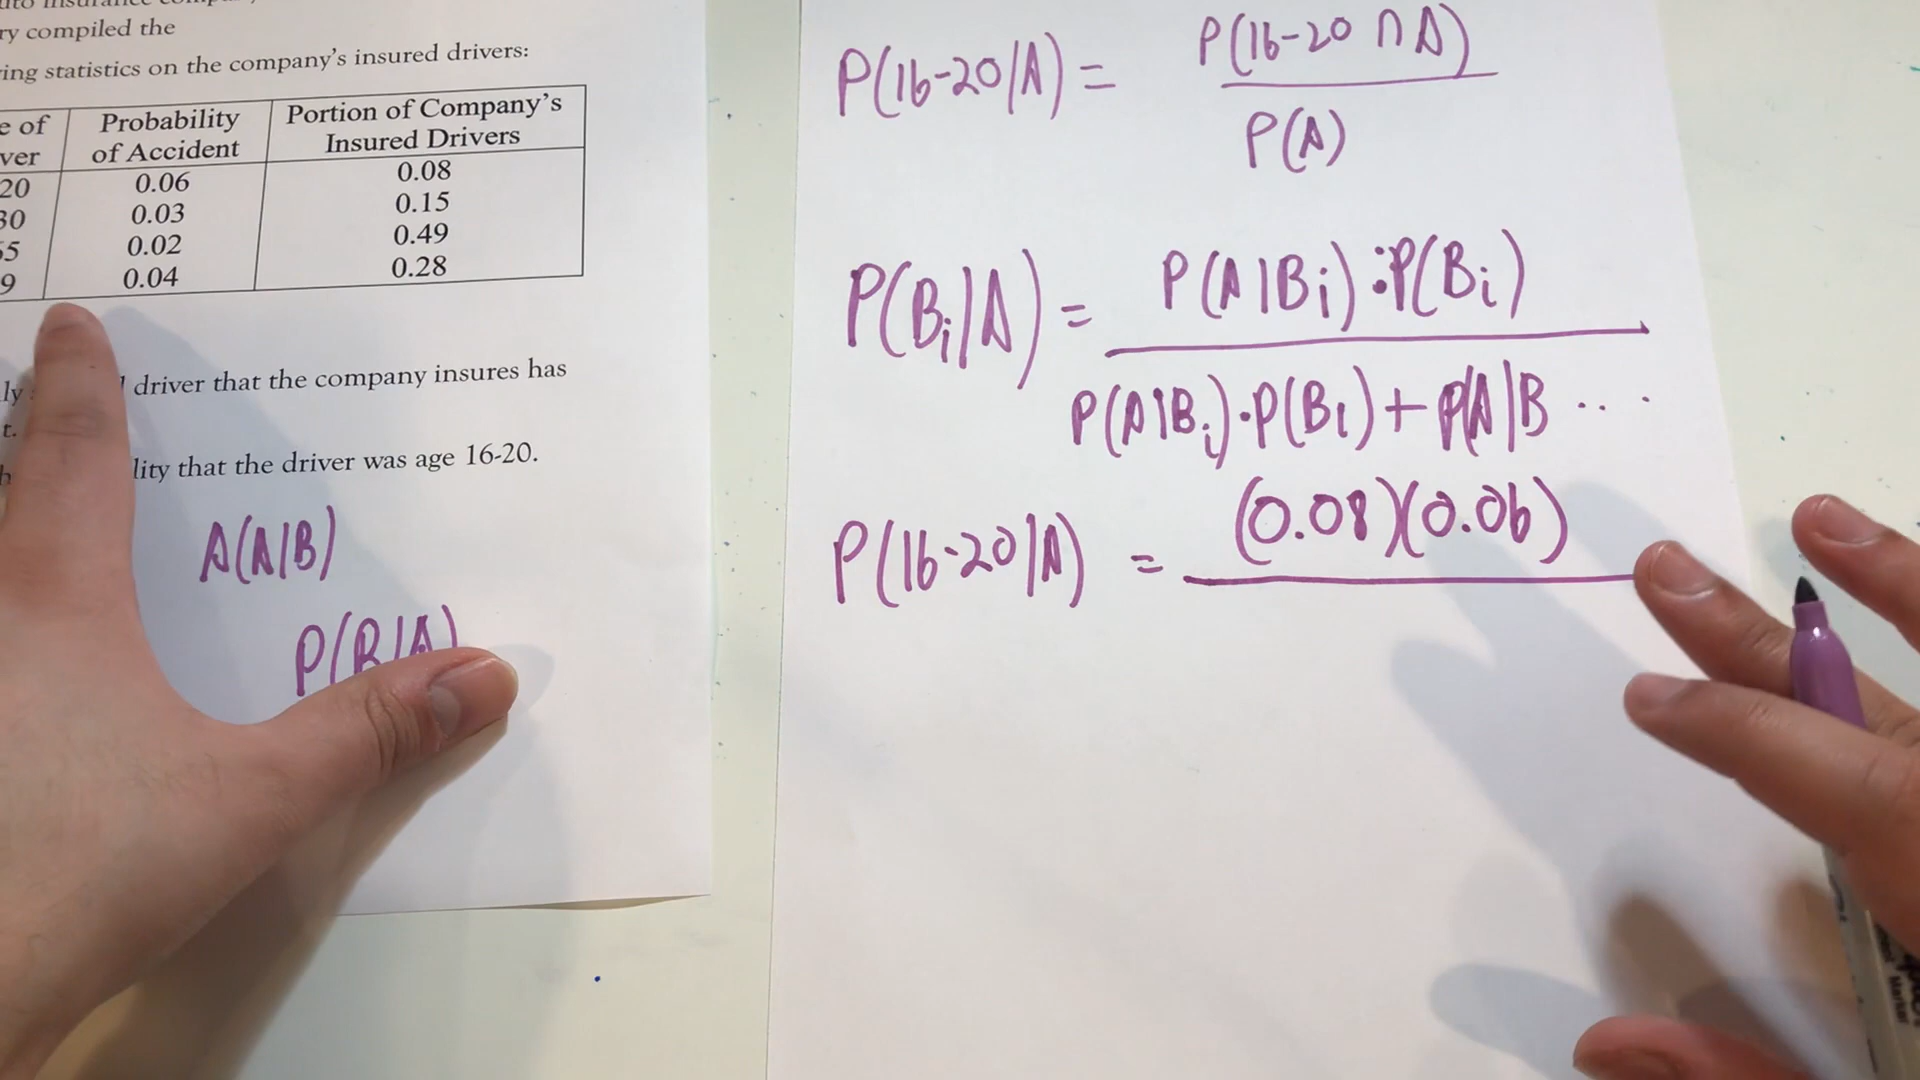 ry compiled the
ing statistics on the company's insured drivers:
e of Probability Portion of Company's
ver of Accident Insured Drivers
20 0.06 0.08
30 0.03 0.15
5 0.02 0.49
9 0.04 0.28
ly driver that the company insures has
t.
lity that the driver was age 16-20.
A(A|B)
P(B|A)
P(16-20|A) = P(16-20 ∩ A)
P(A)
P(Bi|A) = P(A|Bi) · P(Bi)
P(A|Bi) · P(Bi) + P(A|B ...
P(16-20|A) = (0.08)(0.06)